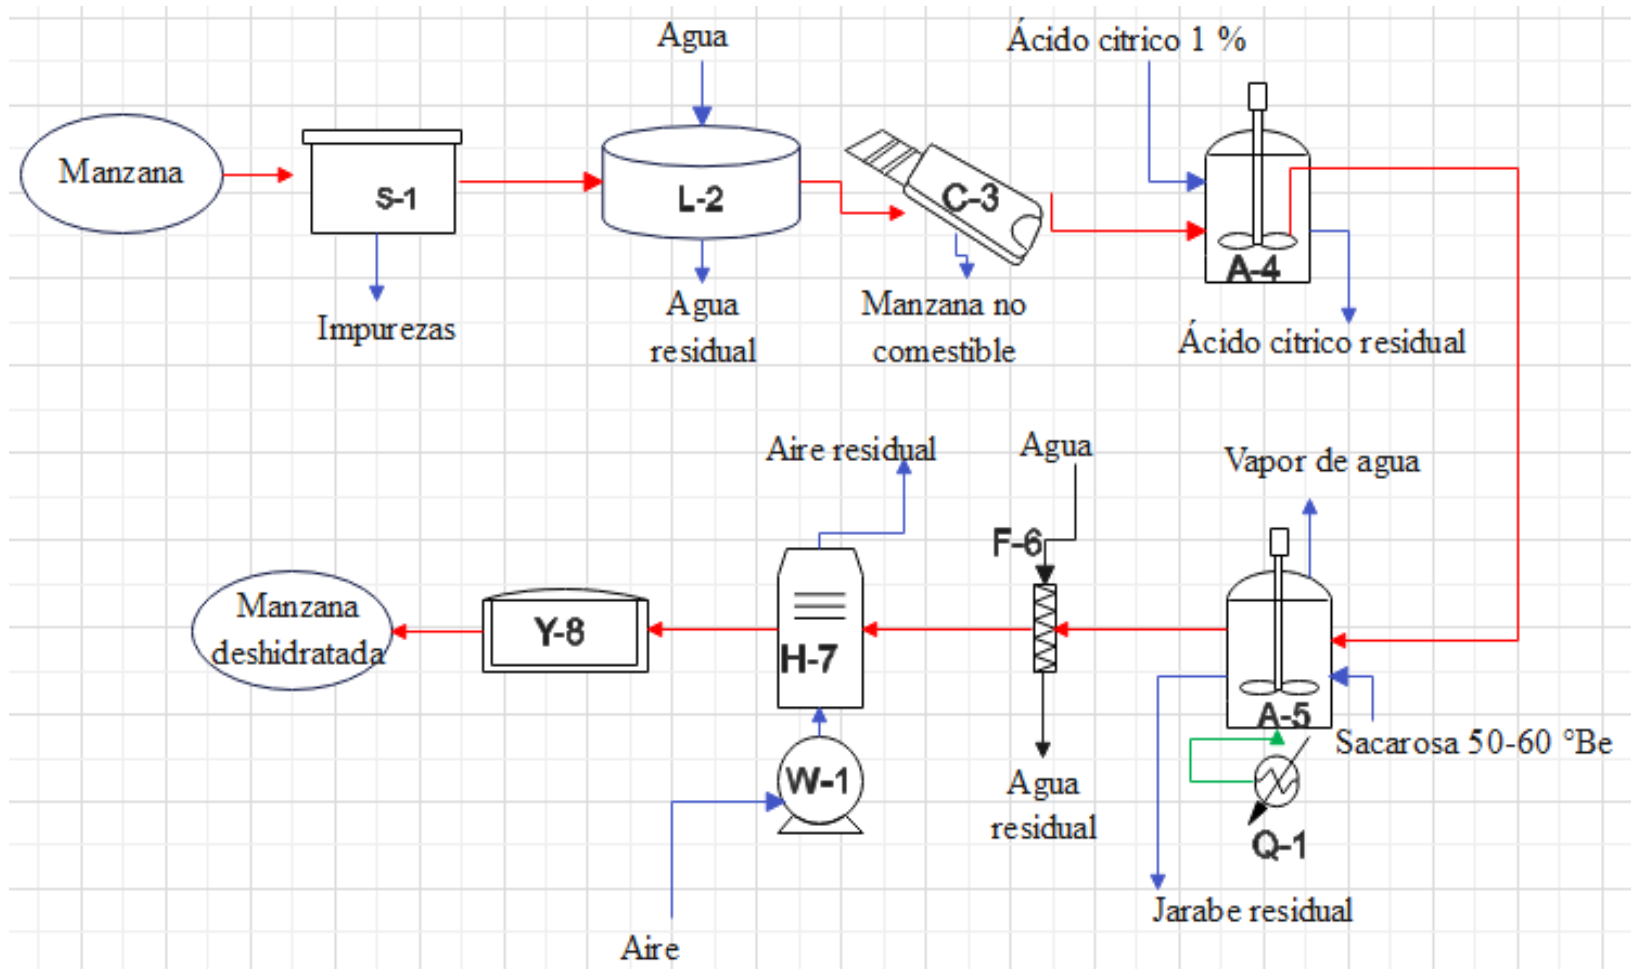 Agua
Ácido citrico 1 %
Manzana
S-1
L-2
C-3
A-4
Impurezas
Agua
residual
Manzana no
comestible
Ácido cítrico residual
Aire residual
Agua
Vapor de agua
F-6
Manzana
deshidratada
Y-8
H-7
A-5
Sacarosa 50-60 °Be
W-1
Agua
residual
Q-1
Jarabe residual
Aire